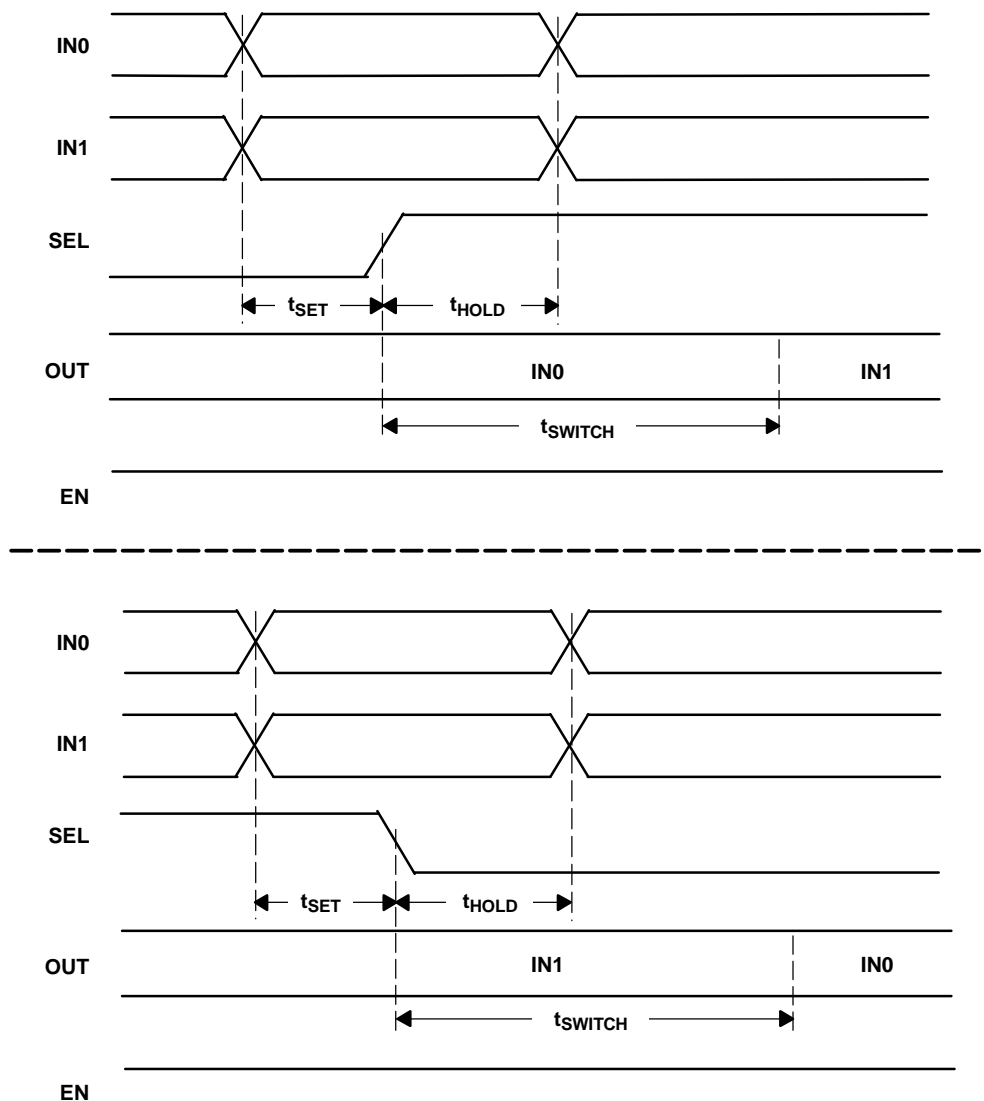 IN0
IN1
SEL
tSET tHOLD
OUT IN0 IN1
tSWITCH
EN
IN0
IN1
SEL
tSET tHOLD
OUT IN1 IN0
tSWITCH
EN